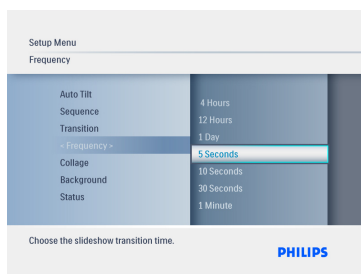 Setup Menu
Frequency
Auto Tilt
Sequence
Transition
« Frequency »
Collage
Background
Status
4 Hours
12 Hours
1 Day
5 Seconds
10 Seconds
30 Seconds
1 Minute
Choose the slideshow transition time.
PHILIPS